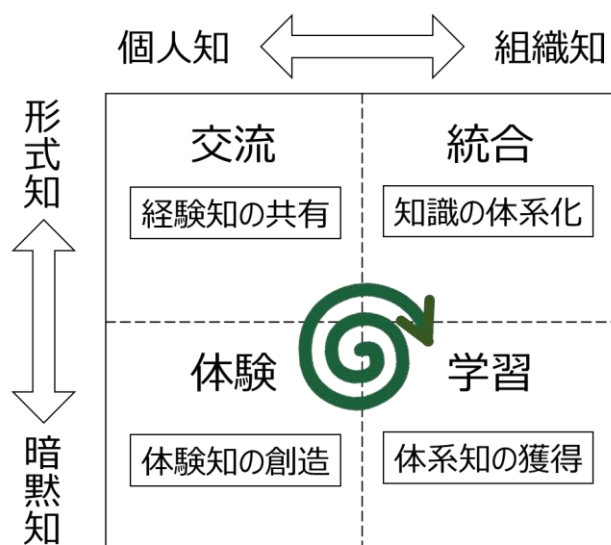 個人知
組織知
形式知
暗黙知
交流
経験知の共有
統合
知識の体系化
体験
体験知の創造
学習
体系知の獲得